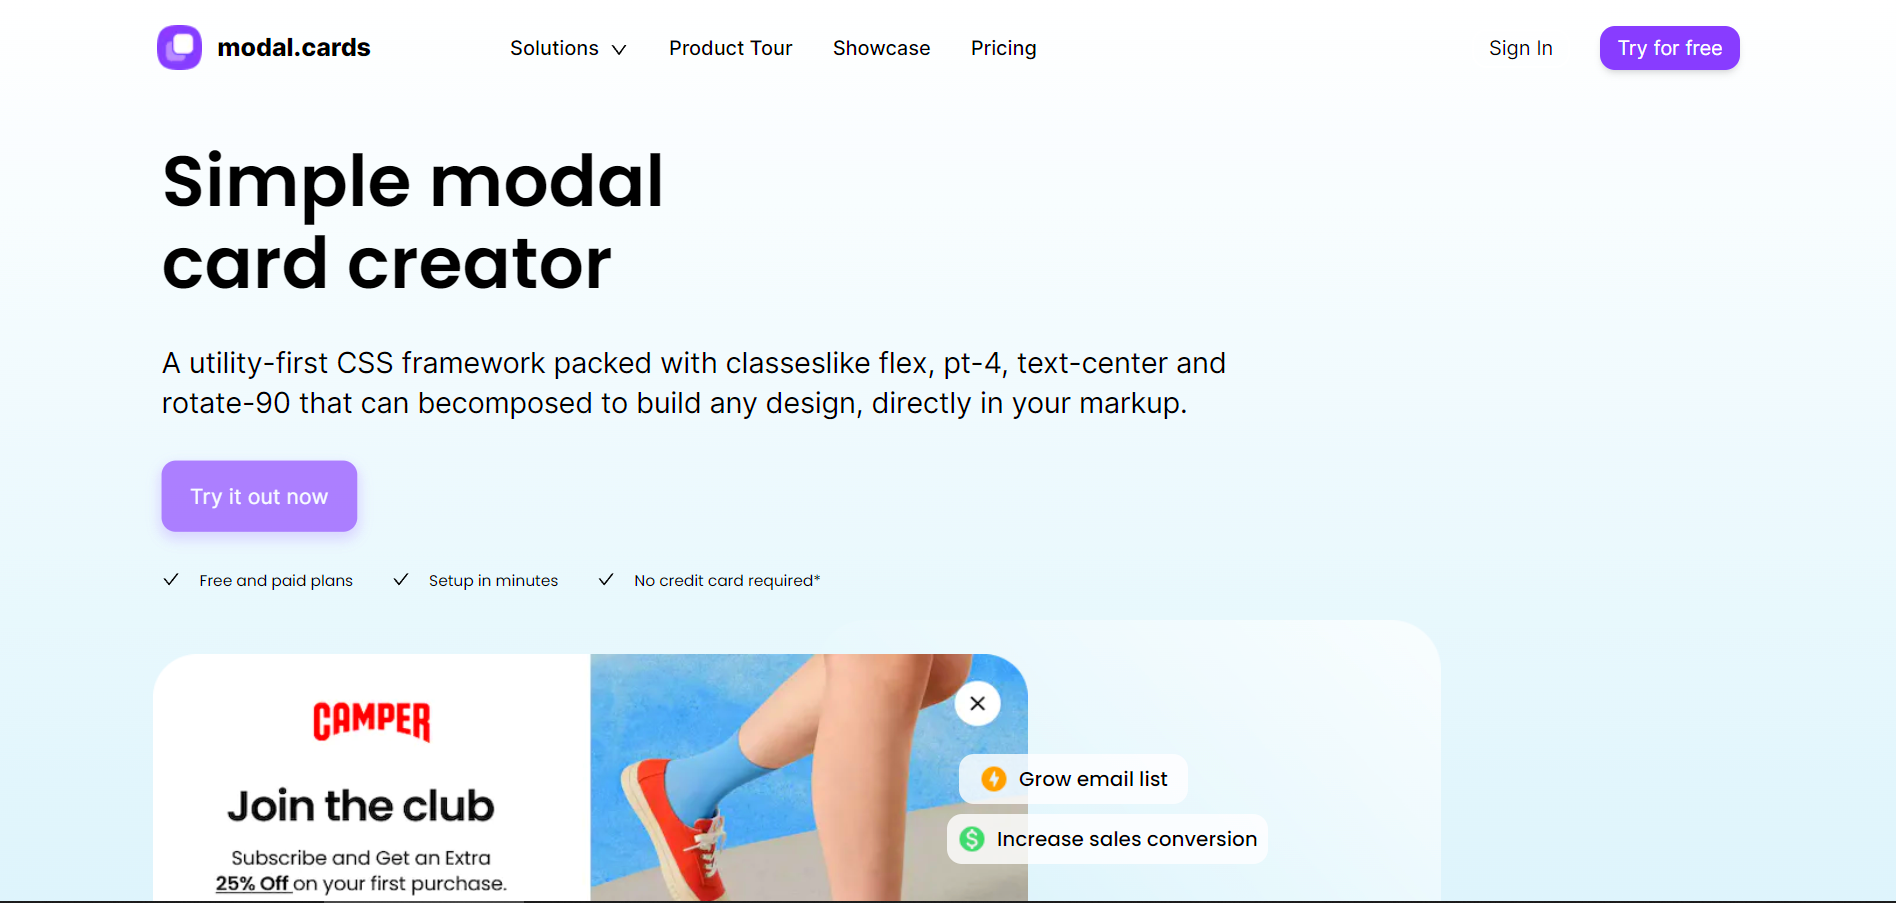 modal.cards
Solutions
Product Tour
Showcase
Pricing
Sign In
Try for free
Simple modal
card creator
A utility-first CSS framework packed with classeslike flex, pt-4, text-center and
rotate-90 that can becomposed to build any design, directly in your markup.
Try it out now
Free and paid plans
Setup in minutes
No credit card required*
CAMPER
Join the club
Subscribe and Get an Extra
25% Off on your first purchase.
Grow email list
Increase sales conversion